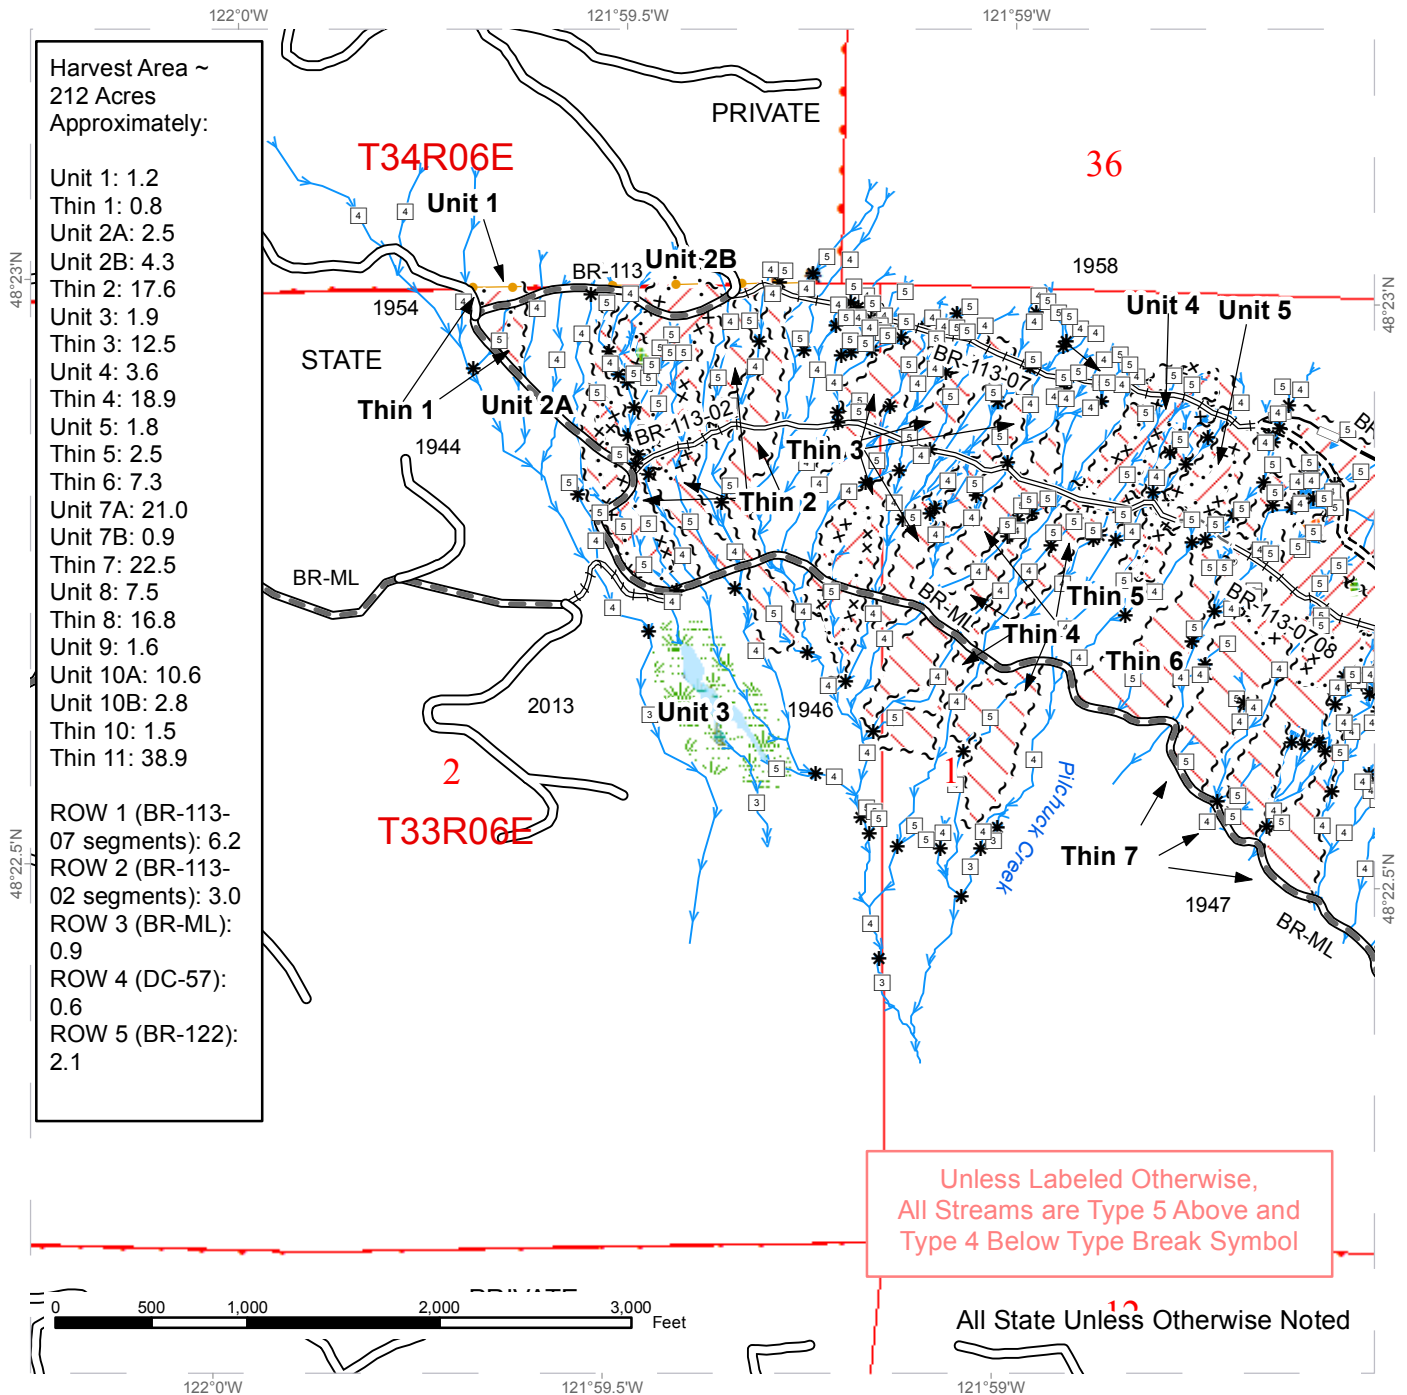 122°0'W
121°59.5'W
121°59'W
Harvest Area ~
212 Acres
Approximately:
Unit 1: 1.2
Thin 1: 0.8
Unit 2A: 2.5
Unit 2B: 4.3
Thin 2: 17.6
Unit 3: 1.9
Thin 3: 12.5
Unit 4: 3.6
Thin 4: 18.9
Unit 5: 1.8
Thin 5: 2.5
Thin 6: 7.3
Unit 7A: 21.0
Unit 7B: 0.9
Thin 7: 22.5
Unit 8: 7.5
Thin 8: 16.8
Unit 9: 1.6
Unit 10A: 10.6
Unit 10B: 2.8
Thin 10: 1.5
Thin 11: 38.9
ROW 1 (BR-113-
07 segments): 6.2
ROW 2 (BR-113-
02 segments): 3.0
ROW 3 (BR-ML):
0.9
ROW 4 (DC-57):
0.6
ROW 5 (BR-122):
2.1
PRIVATE
T34R06E
36
Unit 1
Unit 2B
BR-113
1958
48°23'N
48°23'N
1954
Unit 4
Unit 5
STATE
BR-113-07
Thin 1
Unit 2A
BR-113-02
1944
Thin 3
Thin 2
BR-ML
BR-ML
Thin 5
BR-113-0708
Thin 4
Thin 6
2013
Unit 3
1946
2
1
Pilchuck Creek
T33R06E
Thin 7
48°22.5'N
48°22.5'N
1947
BR-ML
Unless Labeled Otherwise,
All Streams are Type 5 Above and
Type 4 Below Type Break Symbol
PRIVATE
0 500 1,000 2,000 3,000
Feet
12
All State Unless Otherwise Noted
122°0'W
121°59.5'W
121°59'W